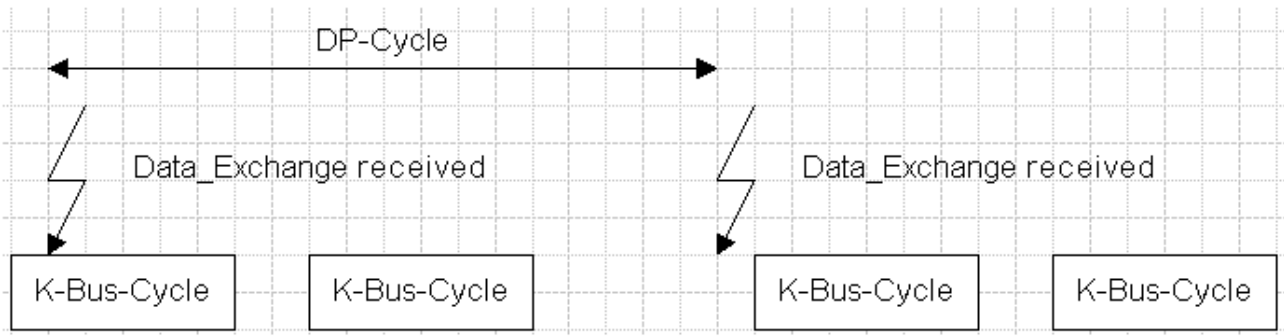 DP-Cycle
Data_Exchange received
Data_Exchange received
K-Bus-Cycle
K-Bus-Cycle
K-Bus-Cycle
K-Bus-Cycle